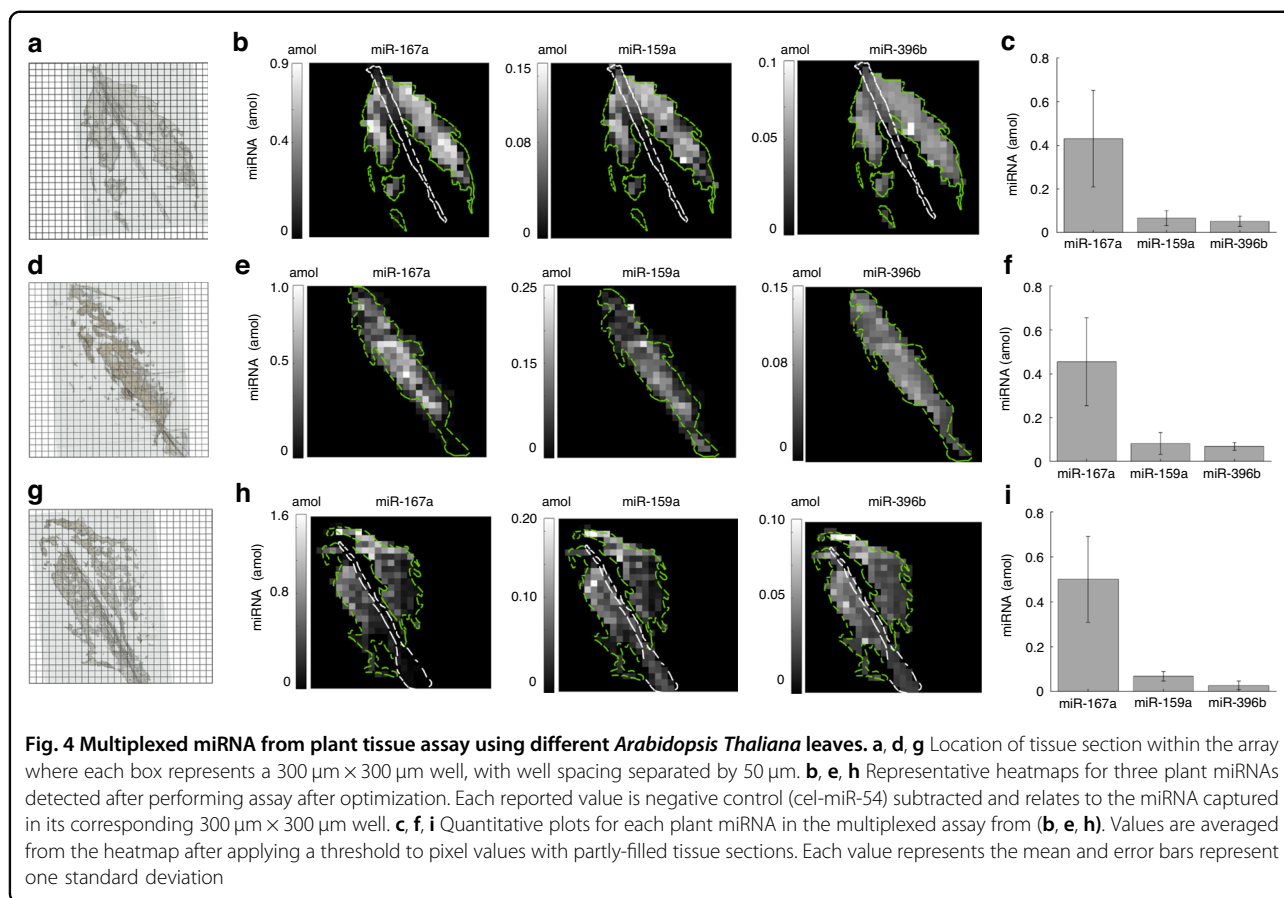 a
b
c
amol
miR-167a
amol
miR-159a
amol
miR-396b
0.9
0.4
0
miRNA (amol)
0.15
0.08
0
0.1
0.05
0
0.8
0.6
0.4
0.2
0
miRNA (amol)
miR-167a
miR-159a
miR-396b
d
e
f
amol
miR-167a
amol
miR-159a
amol
miR-396b
1.0
0.5
0
miRNA (amol)
0.25
0.15
0
0.15
0.08
0
0.8
0.6
0.4
0.2
0
miRNA (amol)
miR-167a
miR-159a
miR-396b
g
h
i
amol
miR-167a
amol
miR-159a
amol
miR-396b
1.6
0.8
0
miRNA (amol)
0.20
0.10
0
0.10
0.05
0
0.8
0.6
0.4
0.2
0
miRNA (amol)
miR-167a
miR-159a
miR-396b
Fig. 4 Multiplexed miRNA from plant tissue assay using different Arabidopsis Thaliana leaves. a, d, g Location of tissue section within the array
where each box represents a 300 µm × 300 µm well, with well spacing separated by 50 µm. b, e, h Representative heatmaps for three plant miRNAs
detected after performing assay after optimization. Each reported value is negative control (cel-miR-54) subtracted and relates to the miRNA captured
in its corresponding 300 µm × 300 µm well. c, f, i Quantitative plots for each plant miRNA in the multiplexed assay from (b, e, h). Values are averaged
from the heatmap after applying a threshold to pixel values with partly-filled tissue sections. Each value represents the mean and error bars represent
one standard deviation